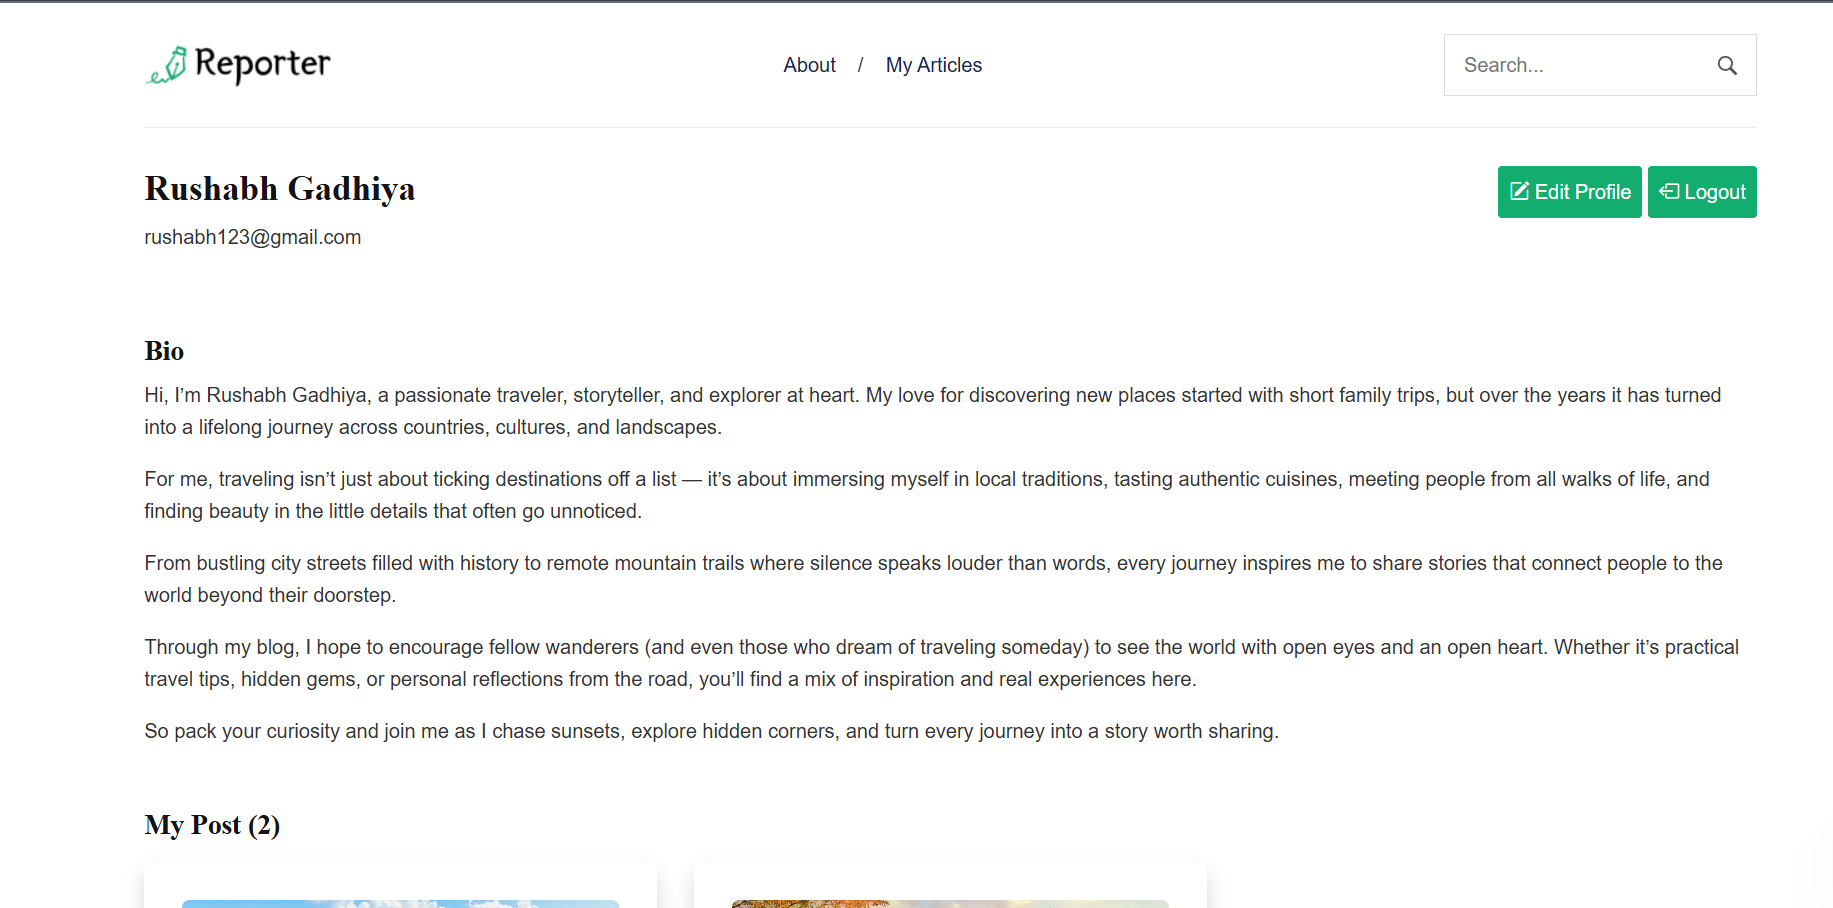 Reporter
About / My Articles
Search...
Rushabh Gadhiya
Edit Profile
Logout
rushabh123@gmail.com
Bio
Hi, I’m Rushabh Gadhiya, a passionate traveler, storyteller, and explorer at heart. My love for discovering new places started with short family trips, but over the years it has turned
into a lifelong journey across countries, cultures, and landscapes.
For me, traveling isn’t just about ticking destinations off a list — it’s about immersing myself in local traditions, tasting authentic cuisines, meeting people from all walks of life, and
finding beauty in the little details that often go unnoticed.
From bustling city streets filled with history to remote mountain trails where silence speaks louder than words, every journey inspires me to share stories that connect people to the
world beyond their doorstep.
Through my blog, I hope to encourage fellow wanderers (and even those who dream of traveling someday) to see the world with open eyes and an open heart. Whether it’s practical
travel tips, hidden gems, or personal reflections from the road, you’ll find a mix of inspiration and real experiences here.
So pack your curiosity and join me as I chase sunsets, explore hidden corners, and turn every journey into a story worth sharing.
My Post (2)